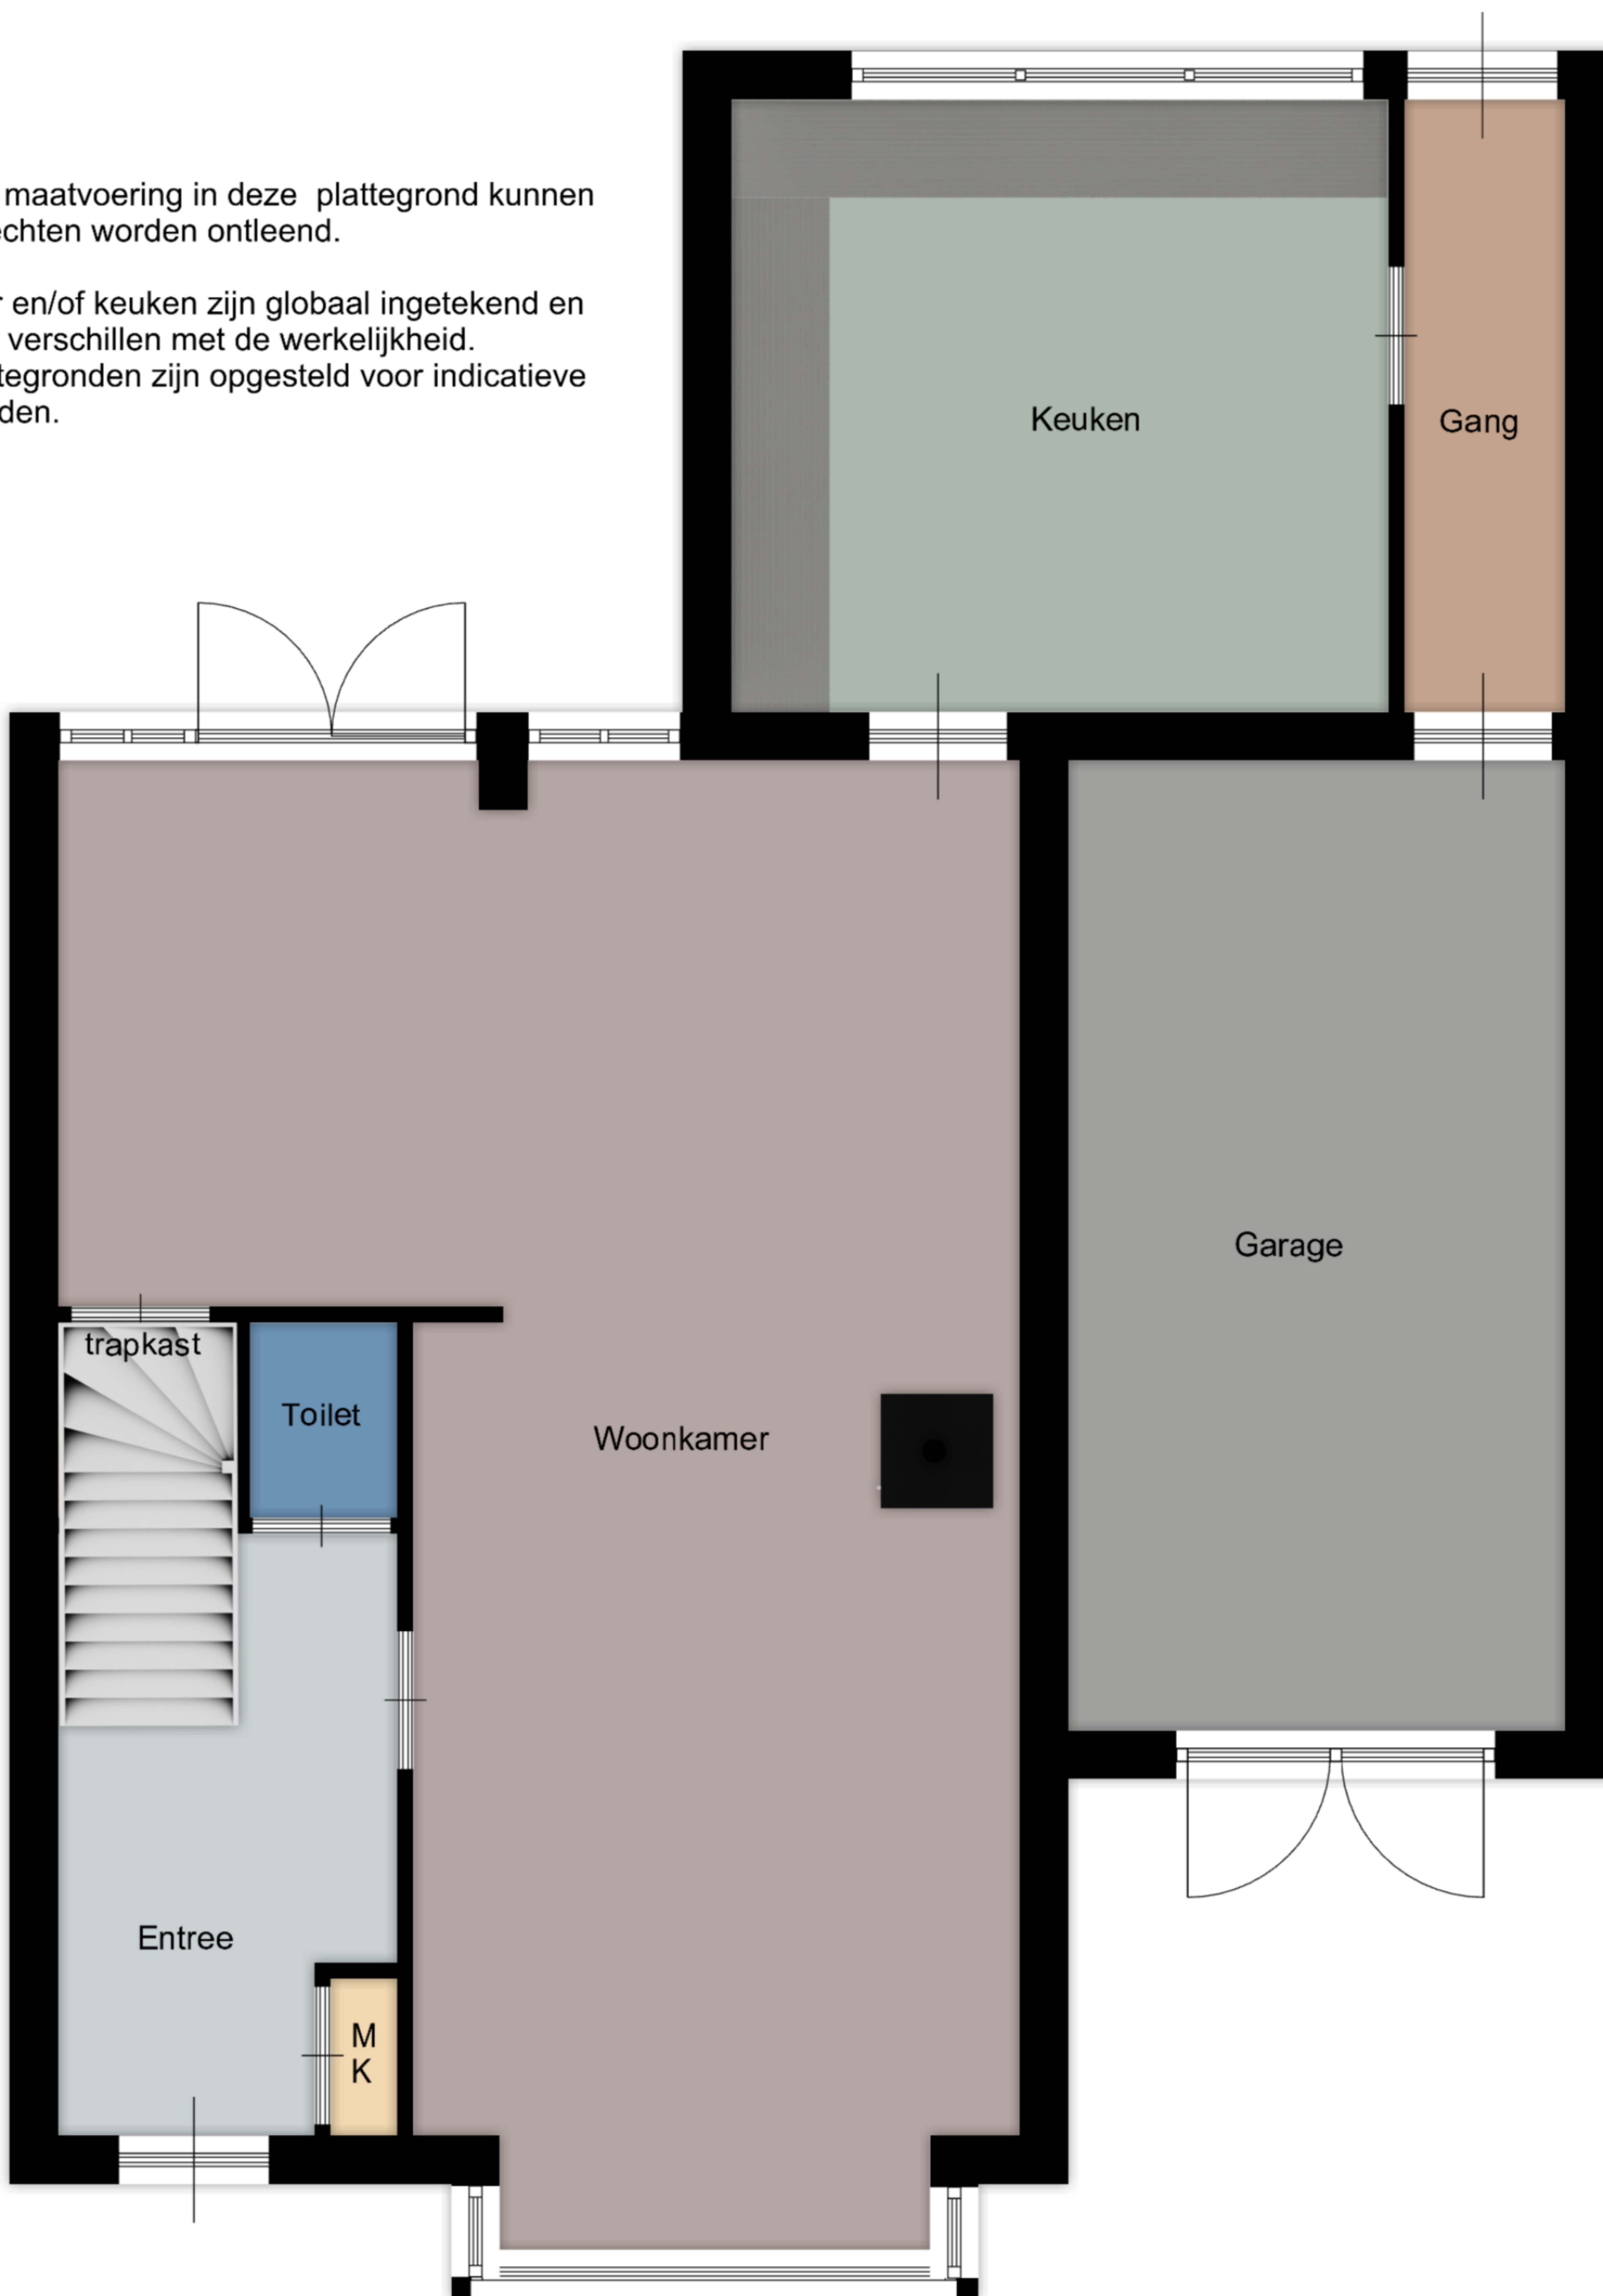 maatvoering in deze  plattegrond kunnen
echten worden ontleend.
en/of keuken zijn globaal ingetekend en
verschillen met de werkelijkheid.
tegronden zijn opgesteld voor indicatieve
den.
Keuken
Gang
Garage
trapkast
Toilet
Woonkamer
Entree
M
K